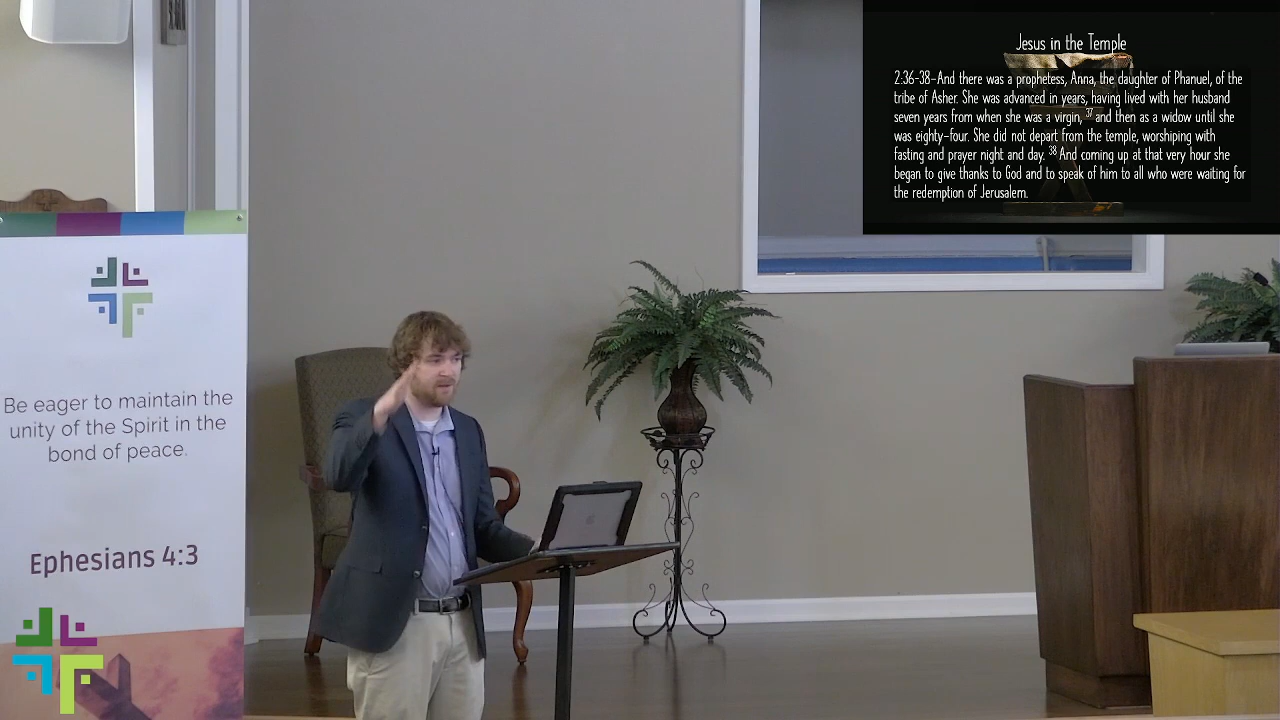 Jesus in the Temple
2:36-38-And there was a prophetess, Anna, the daughter of Phanuel, of the
tribe of Asher. She was advanced in years, having lived with her husband
seven years from when she was a virgin, 37 and then as a widow until she
was eighty-four. She did not depart from the temple, worshiping with
fasting and prayer night and day. 38 And coming up at that very hour she
began to give thanks to God and to speak of him to all who were waiting for
the redemption of Jerusalem.
Be eager to maintain the
unity of the Spirit in the
bond of peace.
Ephesians 4:3